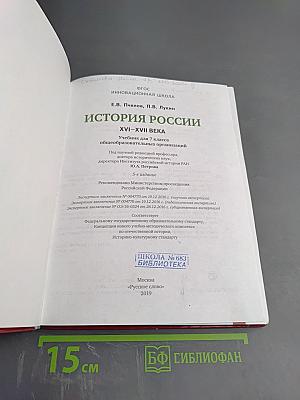 ФГОС
ИННОВАЦИОННАЯ ШКОЛА
Е.В. Пчелов, П.В. Лукин
ИСТОРИЯ РОССИИ
XVI–XVII ВЕКА
Учебник для 7 класса
общеобразовательных организаций
Под научной редакцией профессора,
доктора исторических наук,
директора Института российской истории РАН
Ю.А. Петрова
5-е издание
Рекомендовано Министерством просвещения
Российской Федерации
Соответствует
Федеральному государственному образовательному стандарту,
Концепции нового учебно-методического комплекса
по отечественной истории,
Историко-культурному стандарту
ШКОЛА № 683
БИБЛИОТЕКА
Москва
«Русское слово»
2019
15 см
БФ БИБЛИОФАН